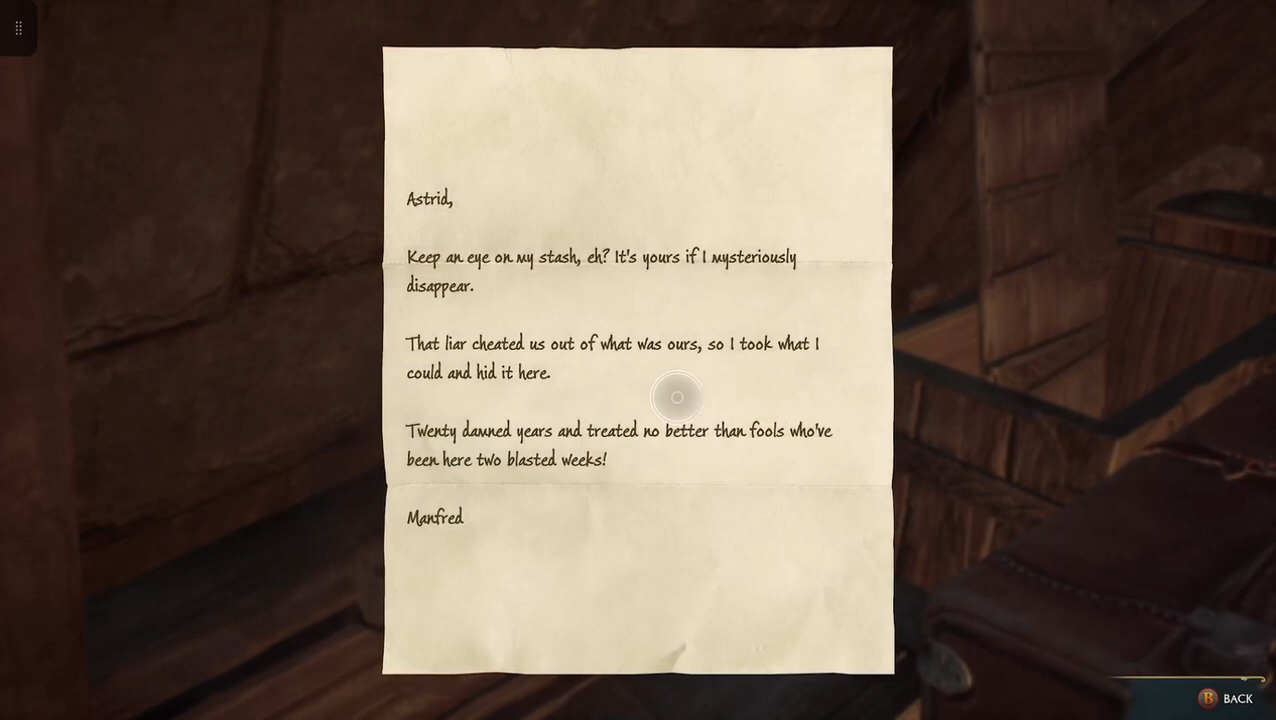 Astrid,
Keep an eye on my stash, eh? It's yours if I mysteriously
disappear.
That liar cheated us out of what was ours, so I took what I
could and hid it here.
Twenty damned years and treated no better than fools who've
been here two blasted weeks!
Manfred
B BACK